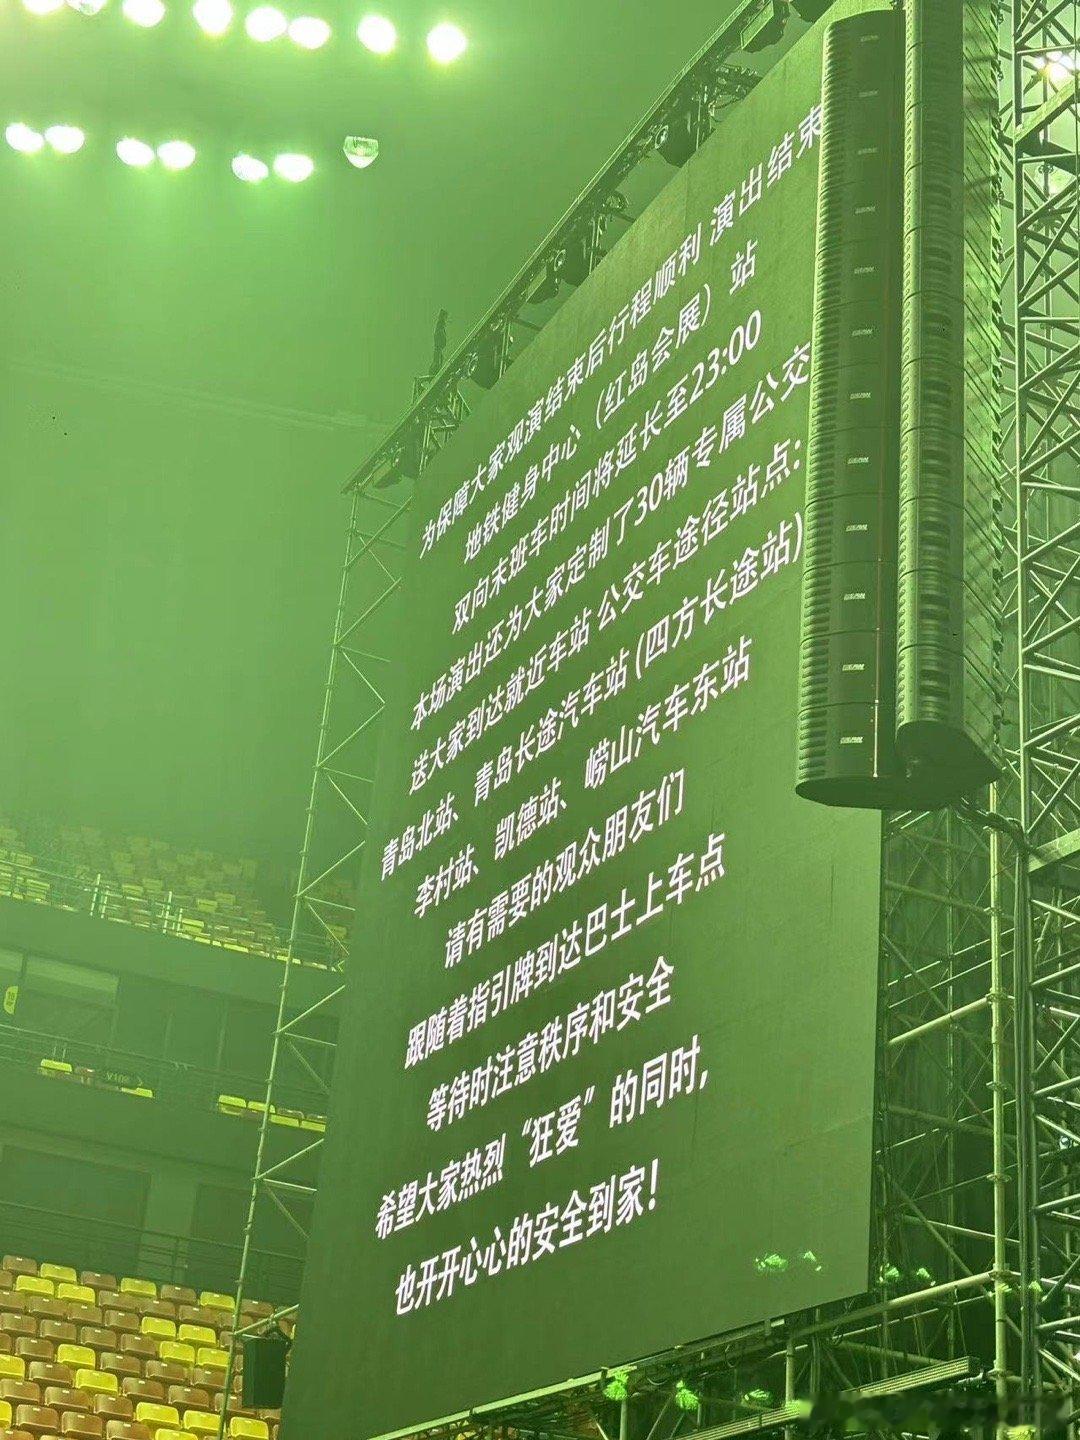 为保障大家观演结束后行程顺利 演出结束
地铁健身中心（红岛会展）站
双向末班车时间将延长至23:00
本场演出还为大家定制了30辆专属公交
送大家到达就近车站 公交车途径站点：
青岛北站、青岛长途汽车站(四方长途站)
李村站、凯德站、崂山汽车东站
请有需要的观众朋友们
跟随着指引牌到达巴士上车点
等待时注意秩序和安全
希望大家热烈“狂爱”的同时，
也开开心心的安全到家！